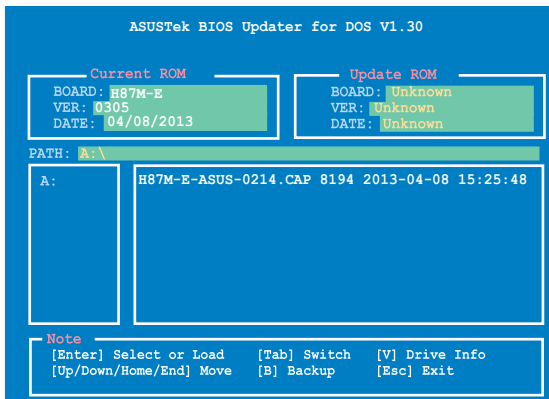 ASUSTek BIOS Updater for DOS V1.30
Current ROM
BOARD: H87M-E
VER: 0305
DATE: 04/08/2013
Update ROM
BOARD: Unknown
VER: Unknown
DATE: Unknown
PATH: A:\
A:
H87M-E-ASUS-0214.CAP 8194 2013-04-08 15:25:48
Note
[Enter] Select or Load [Tab] Switch [V] Drive Info
[Up/Down/Home/End] Move [B] Backup [Esc] Exit